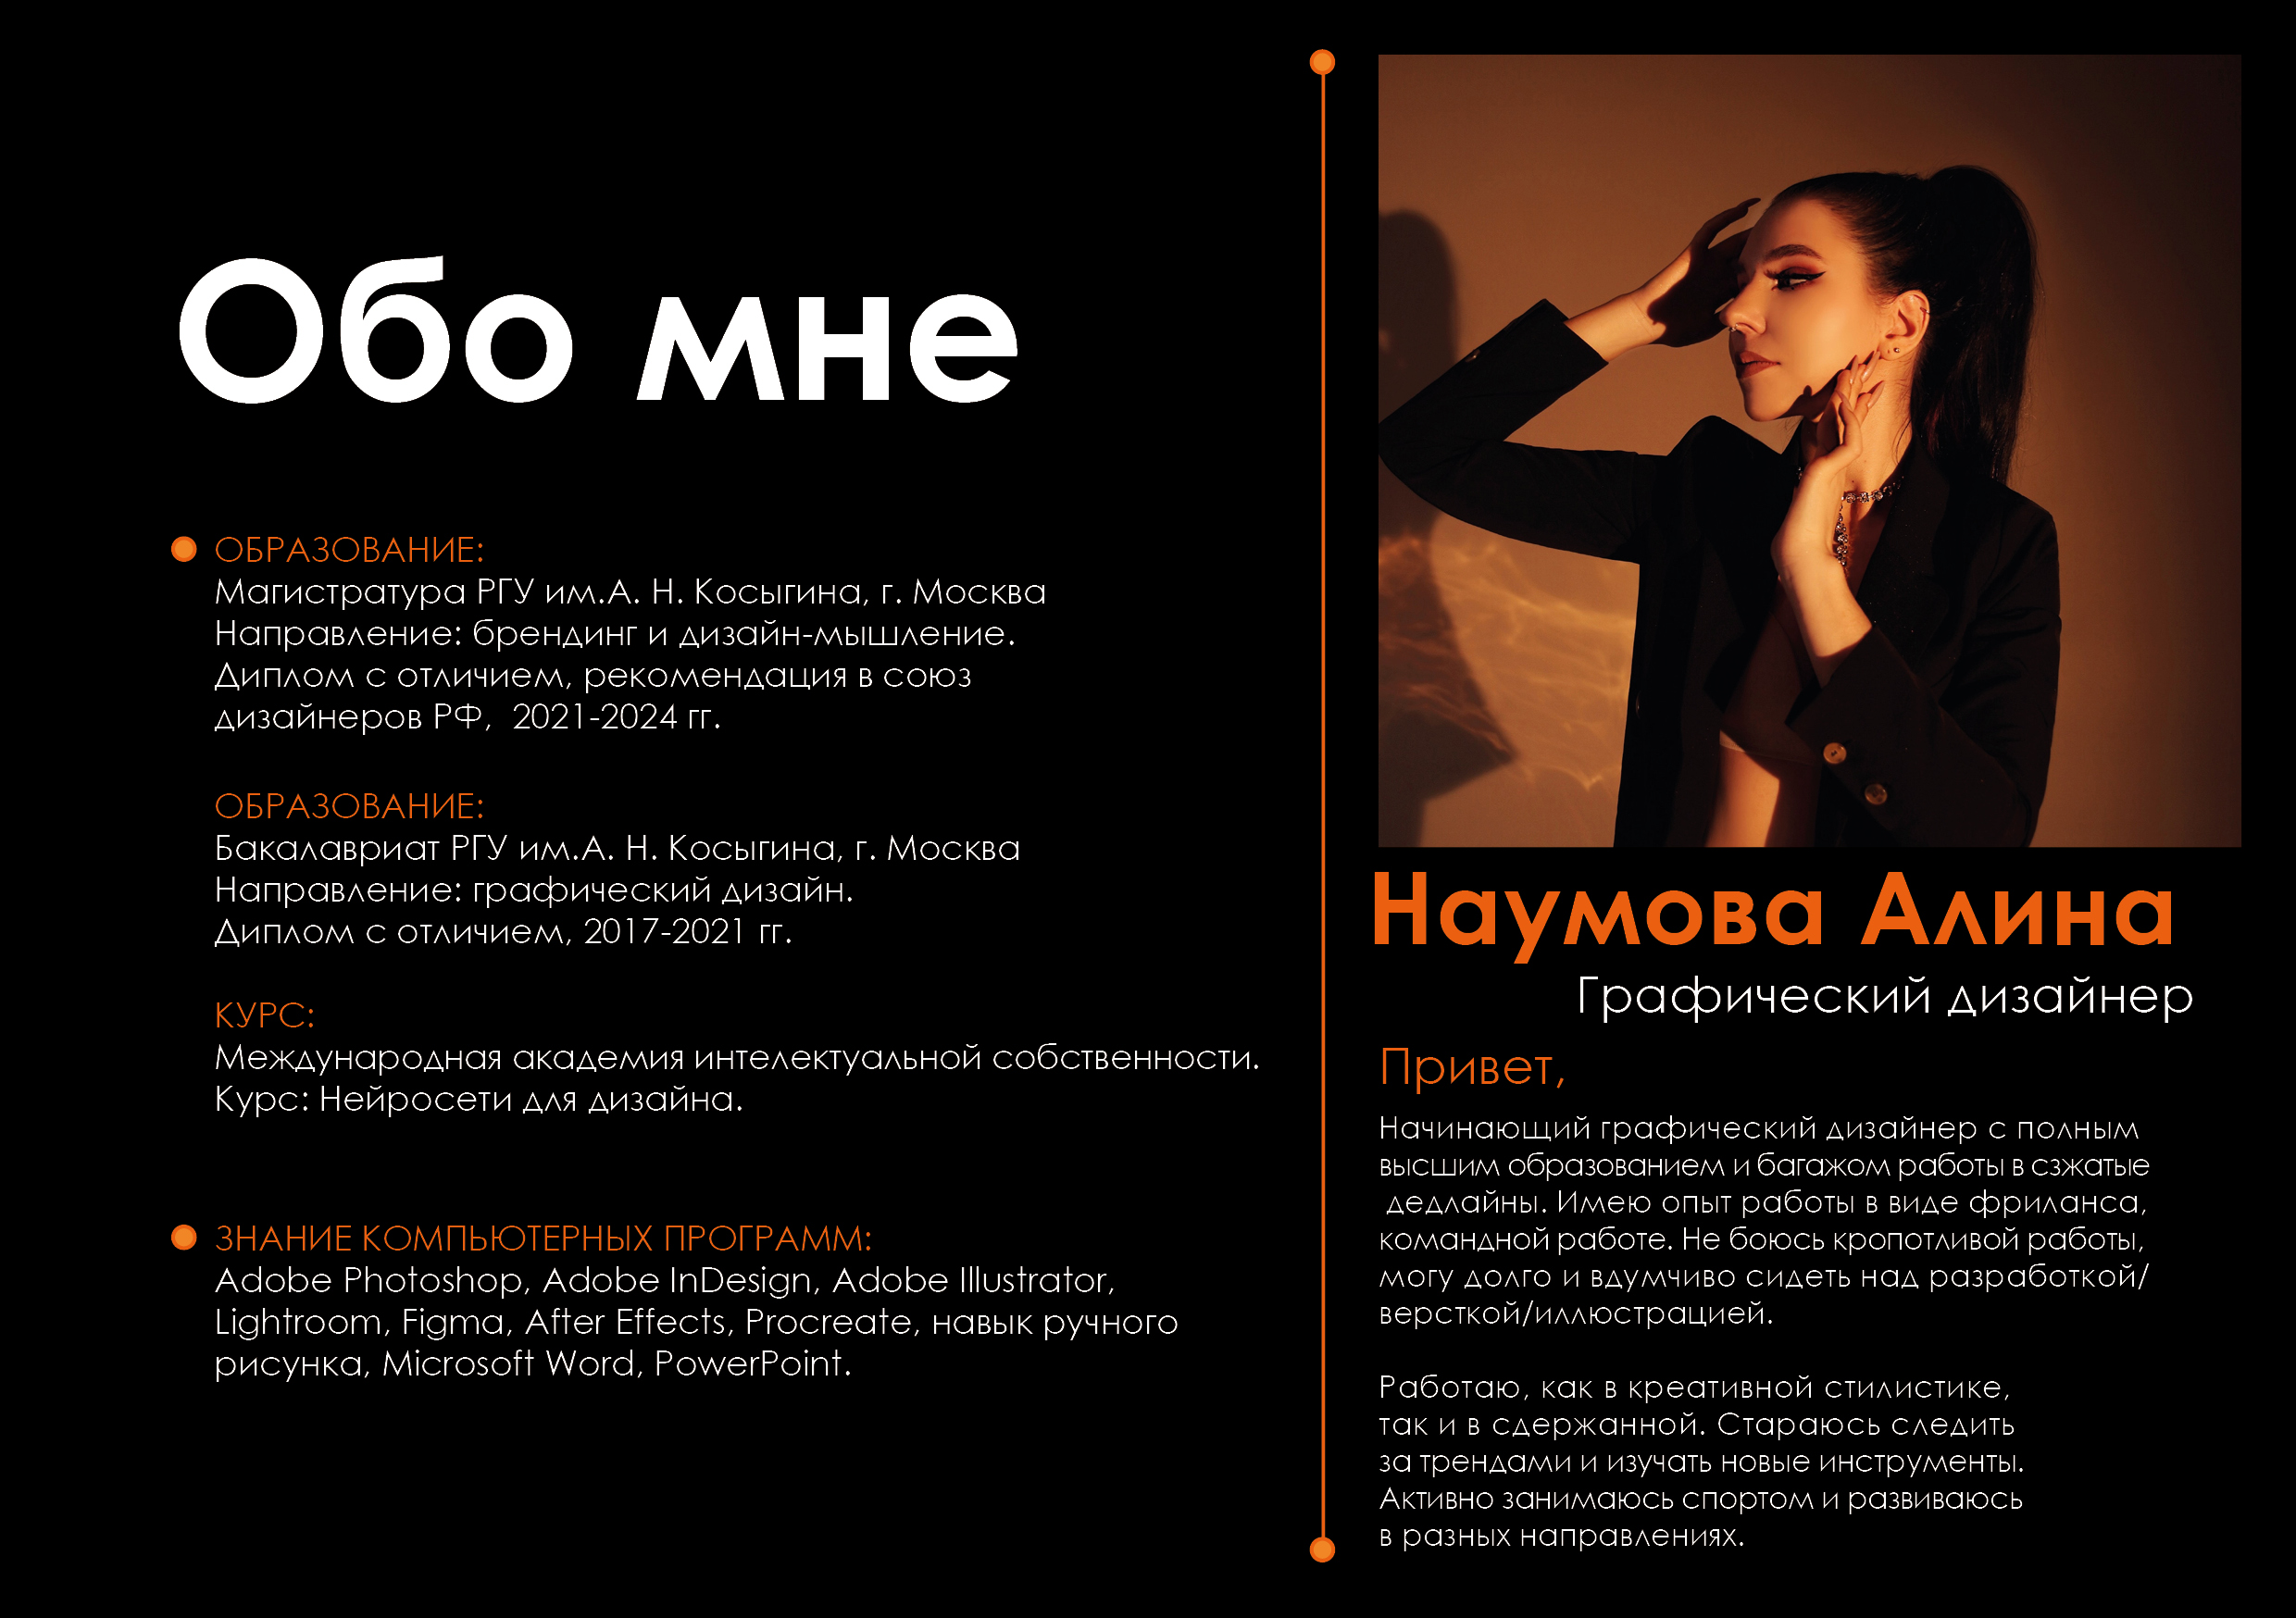 Обо мне
ОБРАЗОВАНИЕ:
Магистратура РГУ им.А. Н. Косыгина, г. Москва
Направление: брендинг и дизайн-мышление.
Диплом с отличием, рекомендация в союз
дизайнеров РФ,  2021-2024 гг.
ОБРАЗОВАНИЕ:
Бакалавриат РГУ им.А. Н. Косыгина, г. Москва
Направление: графический дизайн.
Диплом с отличием, 2017-2021 гг.
КУРС:
Международная академия интелектуальной собственности.
Курс: Нейросети для дизайна.
ЗНАНИЕ КОМПЬЮТЕРНЫХ ПРОГРАММ:
Adobe Photoshop, Adobe InDesign, Adobe Illustrator,
Lightroom, Figma, After Effects, Procreate, навык ручного
рисунка, Microsoft Word, PowerPoint.
Наумова Алина
Графический дизайнер
Привет,
Начинающий графический дизайнер с полным
высшим образованием и багажом работы в сзжатые
дедлайны. Имею опыт работы в виде фриланса,
командной работе. Не боюсь кропотливой работы,
могу долго и вдумчиво сидеть над разработкой/
версткой/иллюстрацией.
Работаю, как в креативной стилистике,
так и в сдержанной. Стараюсь следить
за трендами и изучать новые инструменты.
Активно занимаюсь спортом и развиваюсь
в разных направлениях.